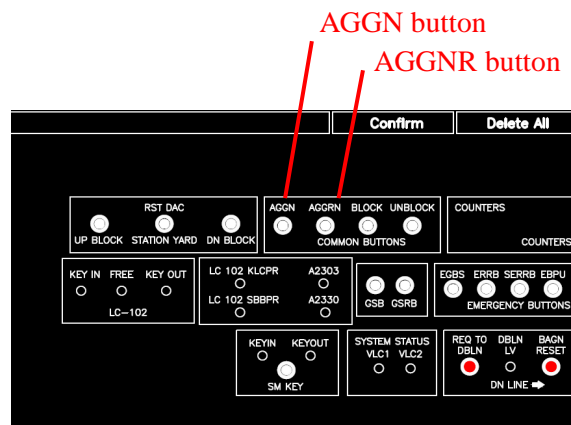 AGGN button
AGGNR button
Confirm
Delete All
RST DAC
UP BLOCK STATION YARD DN BLOCK
AGGN AGGRN BLOCK UNBLOCK
COMMON BUTTONS
COUNTERS
COUNTERS
KEY IN FREE KEY OUT
LC-102
LC 102 KLCPR A2303
LC 102 SBBPR A2330
GSB GSRB
EGBS ERRB SERRB EBPU
EMERGENCY BUTTONS
KEYIN KEYOUT
SM KEY
SYSTEM STATUS
VLC1 VLC2
REQ TO DBLN BAGN
DBLN LV RESET
DN LINE